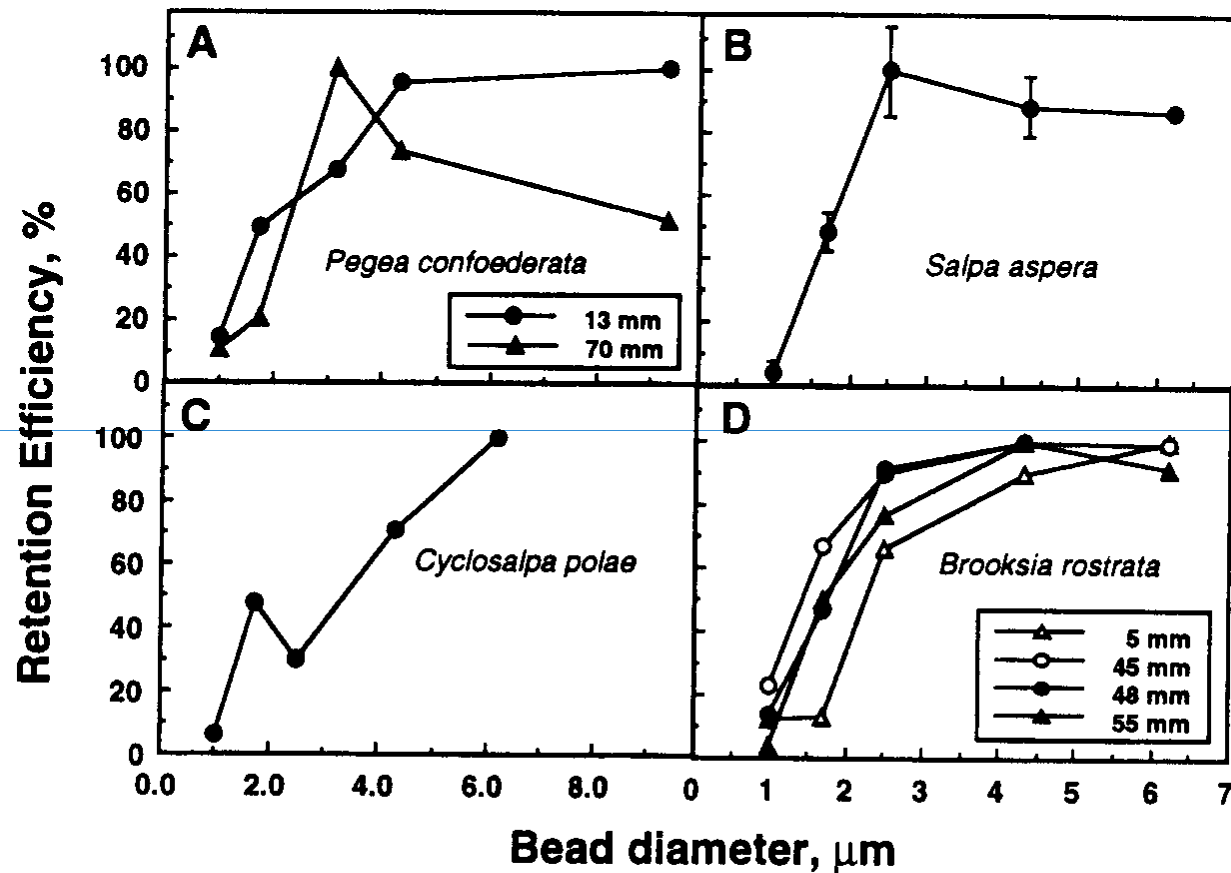 Retention Efficiency, %
A
100
80
60
40
20
0
Pegea confoederata
13 mm
70 mm
B
Salpa aspera
C
100
80
60
40
20
0
Cyclosalpa polae
0.0
2.0
4.0
6.0
8.0
D
Brooksia rostrata
5 mm
45 mm
48 mm
55 mm
0
1
2
3
4
5
6
7
Bead diameter, μm